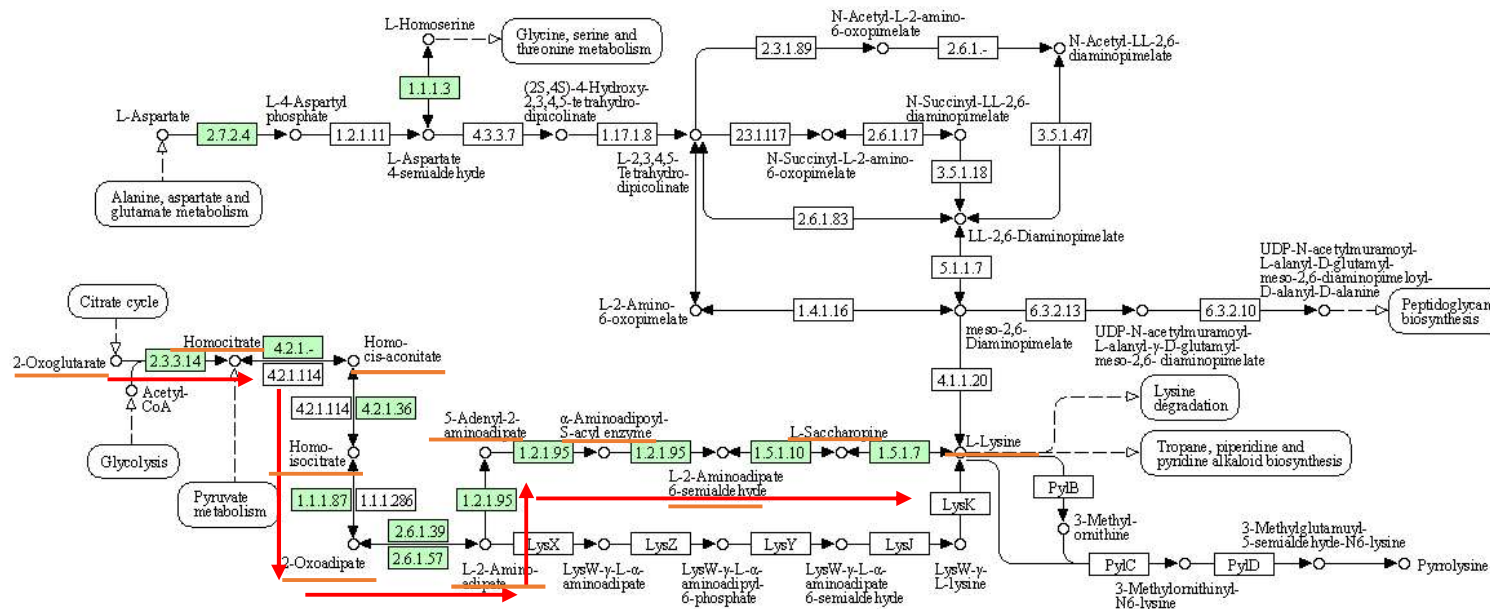 L-Homoserine
Glycine, serine and
threonine metabolism
N-Acetyl-L-2-amino-
6-oxopimelate
2.3.1.89
2.6.1.-
N-Acetyl-LL-2,6-
diaminopimelate
1.1.1.3
L-Aspartate
2.7.2.4
L-4-Aspartyl
phosphate
1.2.1.11
L-Aspartate
4-semialdehyde
4.3.3.7
(2S,4S)-4-Hydroxy-
2,3,4,5-tetrahydro-
dipicolinate
1.17.1.8
L-2,3,4,5-
Tetrahydro-
dipicolinate
2.3.1.117
N-Succinyl-L-2-amino-
6-oxopimelate
2.6.1.17
N-Succinyl-LL-2,6-
diaminopimelate
3.5.1.47
3.5.1.18
Alanine, aspartate and
glutamate metabolism
2.6.1.83
LL-2,6-Diaminopimelate
5.1.1.7
L-2-Amino-
6-oxopimelate
1.4.1.16
meso-2,6-
Diaminopimelate
6.3.2.13
UDP-N-acetylmuramoyl-
L-alanyl-γ-D-glutamyl-
meso-2,6- diaminopimelate
6.3.2.10
UDP-N-acetylmuramoyl-
L-alanyl-D-glutamyl-
meso-2,6-diaminopimeloyl-
D-alanyl-D-alanine
Peptidoglycan
biosynthesis
4.1.1.20
Citrate cycle
2-Oxoglutarate
2.3.3.14
Homocitrate
4.2.1.-
4.2.1.114
Homo-
cis-aconitate
Acetyl-
CoA
Glycolysis
Pyruvate
metabolism
4.2.1.114
4.2.1.36
Homo-
isocitrate
1.1.1.87
1.1.1.286
2-Oxoadipate
2.6.1.39
2.6.1.57
L-2-Amino-
adipate
1.2.1.95
5-Adenyl-2-
aminoadipate
1.2.1.95
α-Aminoadipoyl-
S-acyl enzyme
1.2.1.95
L-2-Aminoadipate
6-semialdehyde
1.5.1.10
L-Saccharopine
1.5.1.7
L-Lysine
Lysine
degradation
Tropane, piperidine and
pyridine alkaloid biosynthesis
LysX
LysW-γ-L-α-
aminoadipate
LysZ
LysW-γ-L-α-
aminoadipyl-
6-phosphate
LysY
LysW-γ-L-α-
aminoadipate
6-semialdehyde
LysJ
LysW-γ-
L-lysine
LysK
PylB
3-Methyl-
ornithine
PylC
3-Methylornithinyl-
N6-lysine
PylD
3-Methylglutamuyl-
5-semialdehyde-N6-lysine
Pyrrolysine